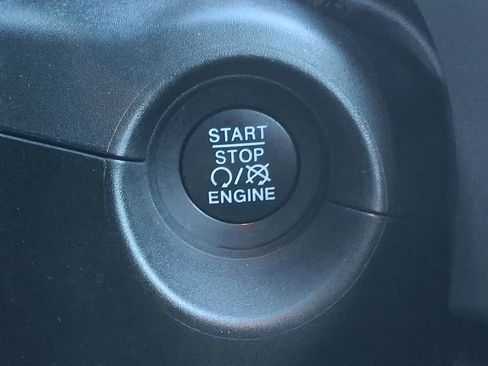 START
STOP
/
ENGINE